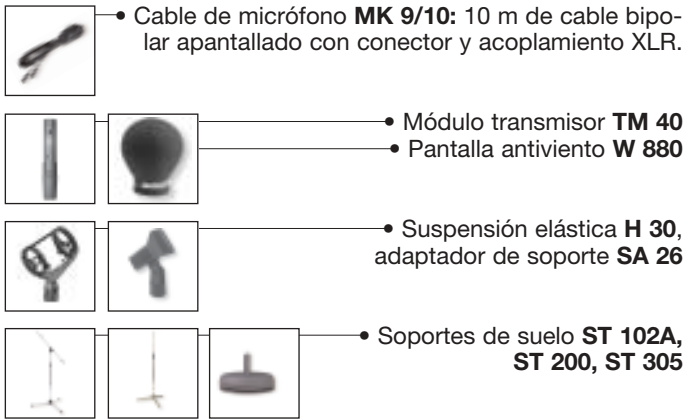 • Cable de micrófono MK 9/10: 10 m de cable bipo-
lar apantallado con conector y acoplamiento XLR.
• Módulo transmisor TM 40
• Pantalla antiviento W 880
• Suspensión elástica H 30,
adaptador de soporte SA 26
• Soportes de suelo ST 102A,
ST 200, ST 305